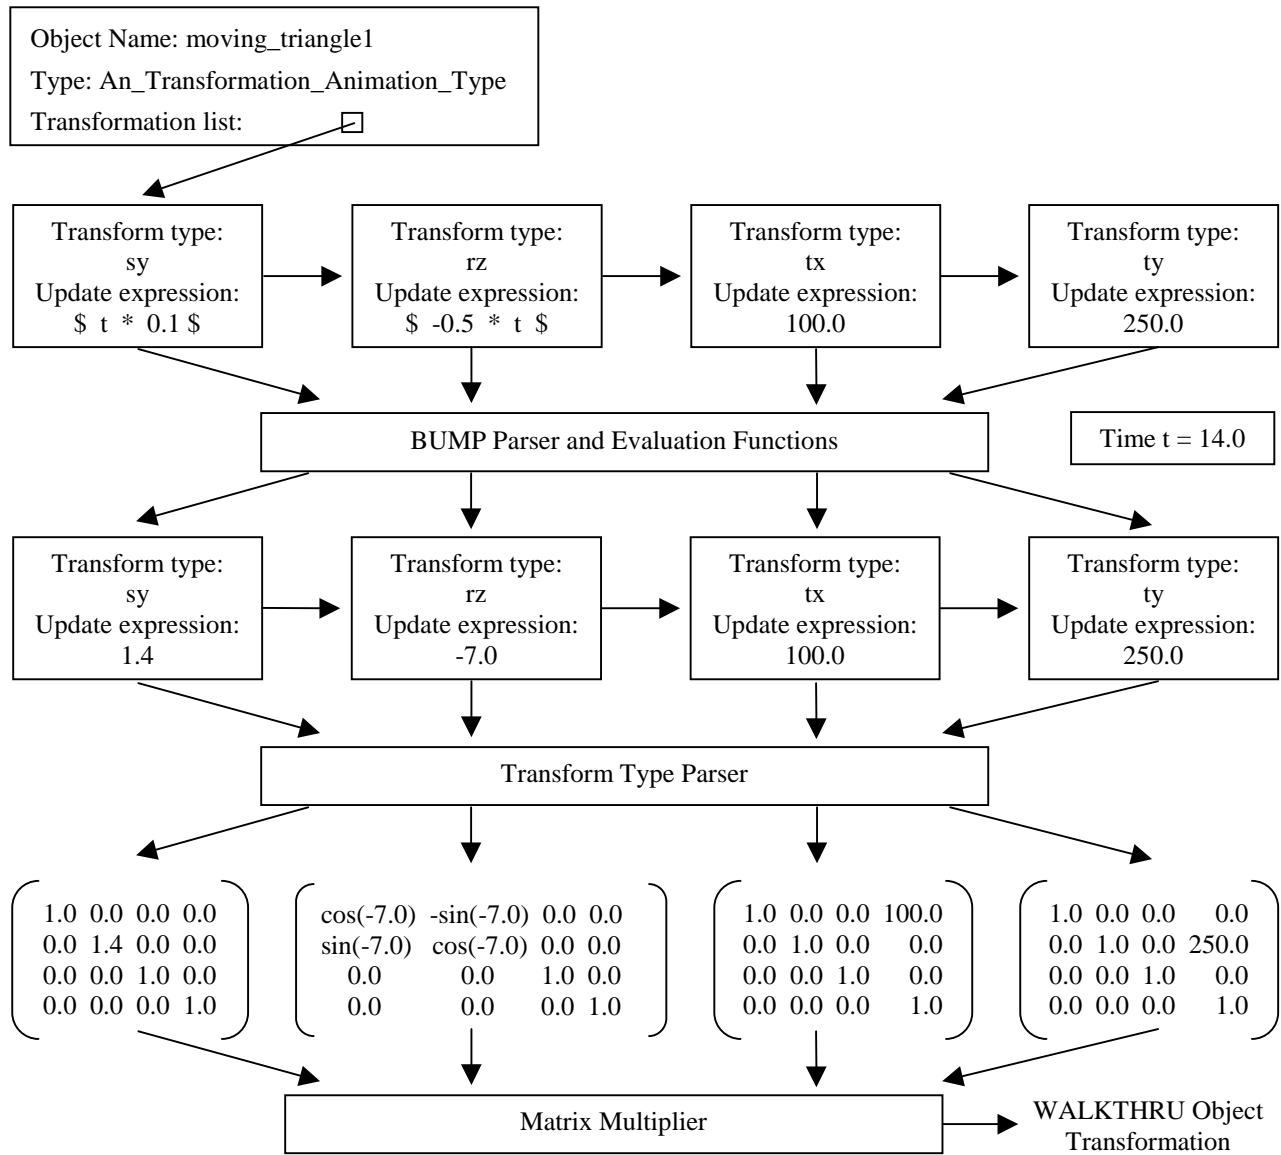 Object Name: moving_triangle1
Type: An_Transformation_Animation_Type
Transformation list:
Transform type:
sy
Update expression:
$ t * 0.1 $
Transform type:
rz
Update expression:
$ -0.5 * t $
Transform type:
tx
Update expression:
100.0
Transform type:
ty
Update expression:
250.0
BUMP Parser and Evaluation Functions
Time t = 14.0
Transform type:
sy
Update expression:
1.4
Transform type:
rz
Update expression:
-7.0
Transform type:
tx
Update expression:
100.0
Transform type:
ty
Update expression:
250.0
Transform Type Parser
1.0 0.0 0.0 0.0
0.0 1.4 0.0 0.0
0.0 0.0 1.0 0.0
0.0 0.0 0.0 1.0
cos(-7.0) -sin(-7.0) 0.0 0.0
sin(-7.0) cos(-7.0) 0.0 0.0
0.0 0.0 1.0 0.0
0.0 0.0 0.0 1.0
1.0 0.0 0.0 100.0
0.0 1.0 0.0 0.0
0.0 0.0 1.0 0.0
0.0 0.0 0.0 1.0
1.0 0.0 0.0 0.0
0.0 1.0 0.0 250.0
0.0 0.0 1.0 0.0
0.0 0.0 0.0 1.0
Matrix Multiplier
WALKTHRU Object
Transformation